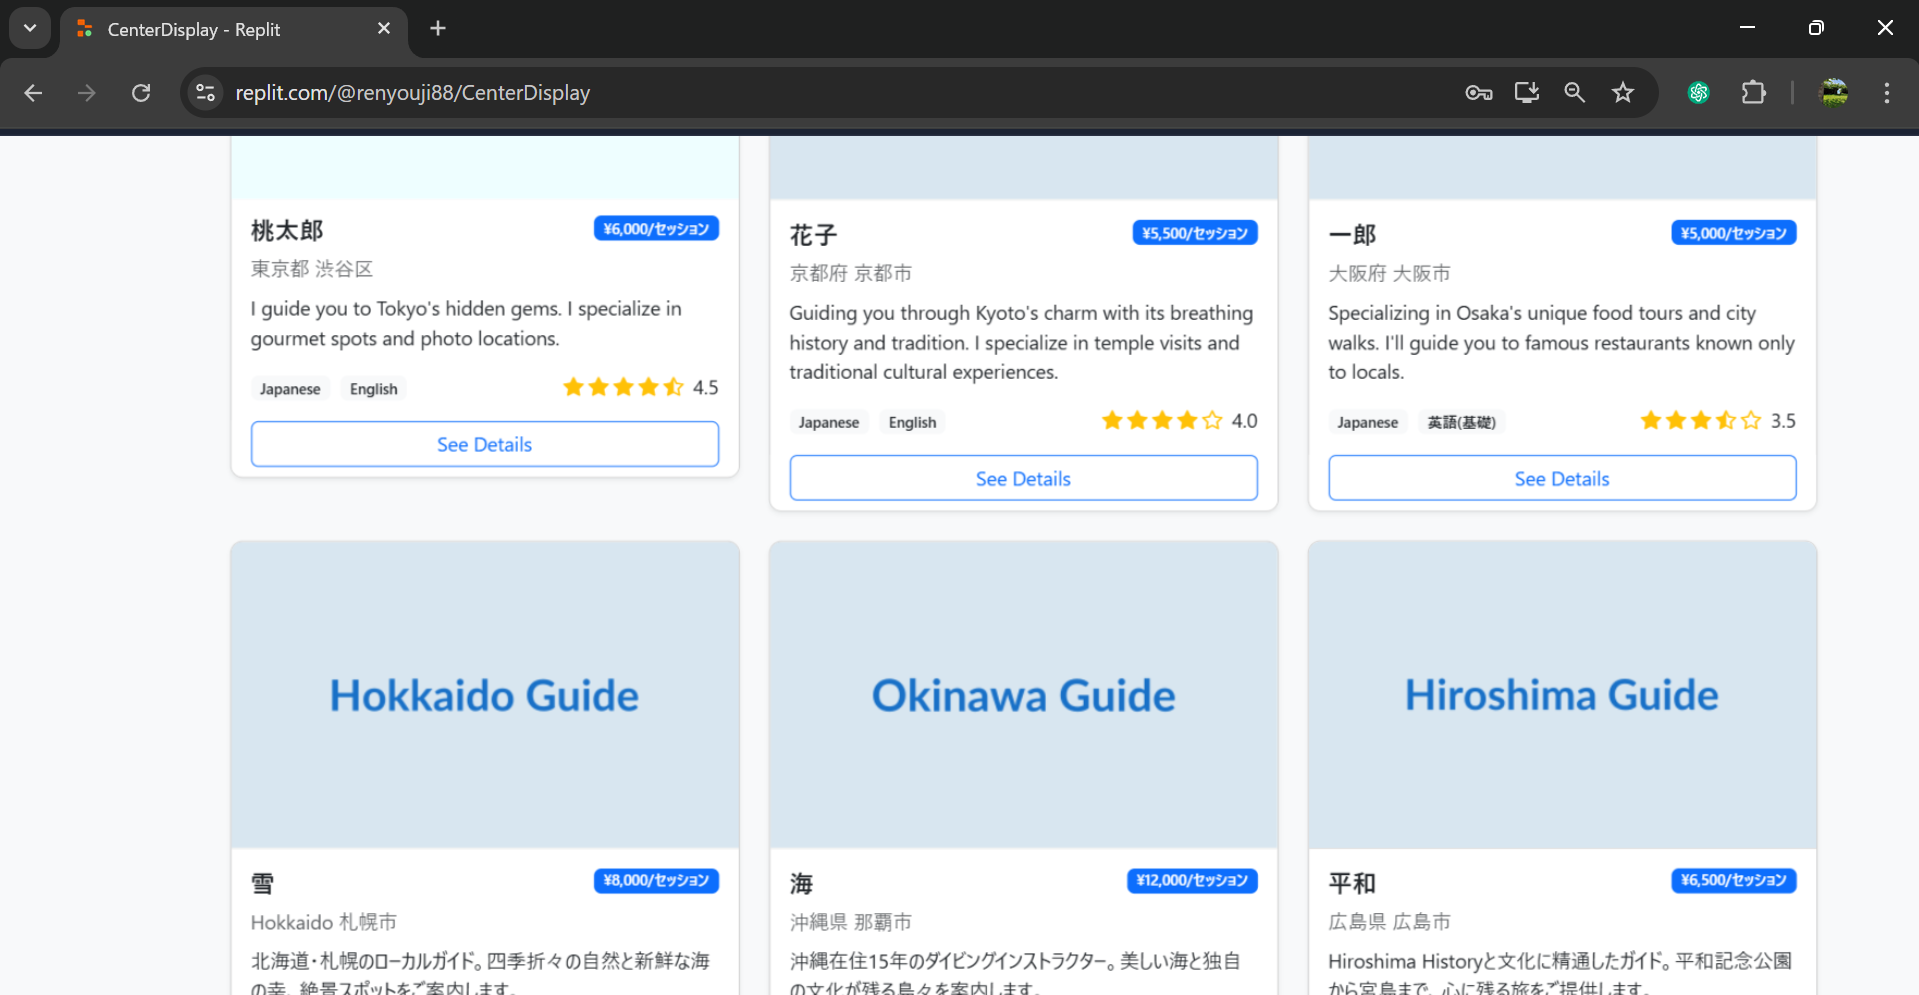 CenterDisplay - Replit
replit.com/@renyouji88/CenterDisplay
桃太郎
¥6,000/セッション
東京都 渋谷区
I guide you to Tokyo's hidden gems. I specialize in
gourmet spots and photo locations.
Japanese English
4.5
See Details
花子
¥5,500/セッション
京都府 京都市
Guiding you through Kyoto's charm with its breathing
history and tradition. I specialize in temple visits and
traditional cultural experiences.
Japanese English
4.0
See Details
一郎
¥5,000/セッション
大阪府 大阪市
Specializing in Osaka's unique food tours and city
walks. I'll guide you to famous restaurants known only
to locals.
Japanese 英語(基礎)
3.5
See Details
Hokkaido Guide
雪
¥8,000/セッション
Hokkaido 札幌市
北海道・札幌のローカルガイド。四季折々の自然と新鮮な海
の幸、絶景スポットをご案内します。
Okinawa Guide
海
¥12,000/セッション
沖縄県 那覇市
沖縄在住15年のダイビングインストラクター。美しい海と独自
の文化が残る島々を案内します。
Hiroshima Guide
平和
¥6,500/セッション
広島県 広島市
Hiroshima Historyと文化に精通したガイド。平和記念公園
から宮島まで、心に残る旅をご提供します。